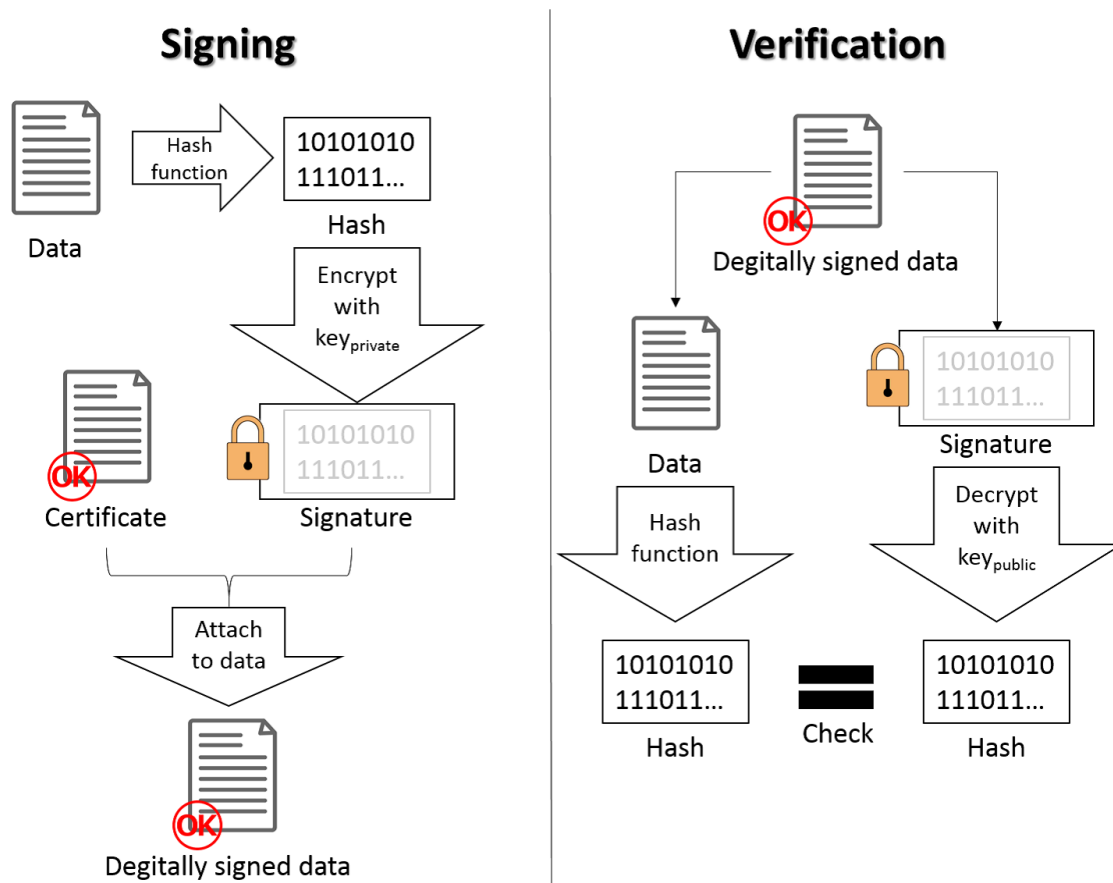 Signing
Data
Hash
function
10101010
111011...
Hash
Encrypt
with
keyprivate
OK
Certificate
10101010
111011...
Signature
Attach
to data
OK
Degitally signed data
Verification
OK
Degitally signed data
Data
10101010
111011...
Signature
Hash
function
Decrypt
with
keypublic
10101010
111011...
Hash
Check
10101010
111011...
Hash